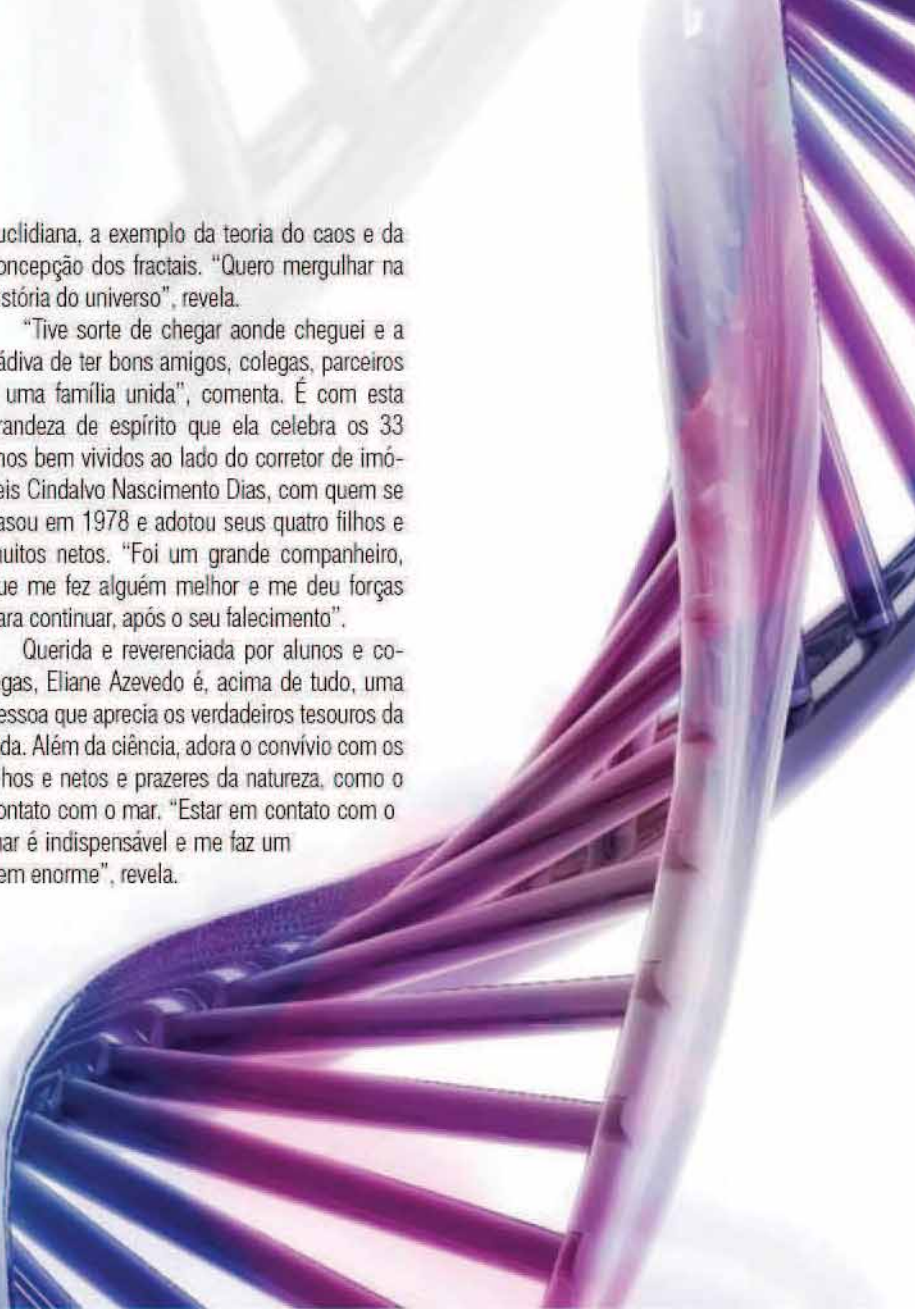 uclidiana, a exemplo da teoria do caos e da
oncepção dos fractais. “Quero mergulhar na
stória do universo”, revela.
“Tive sorte de chegar aonde cheguei e a
ádiva de ter bons amigos, colegas, parceiros
uma família unida”, comenta. É com esta
randeza de espírito que ela celebra os 33
nos bem vividos ao lado do corretor de imó-
eis Cindalvo Nascimento Dias, com quem se
asou em 1978 e adotou seus quatro filhos e
uitos netos. “Foi um grande companheiro,
ue me fez alguém melhor e me deu forças
ara continuar, após o seu falecimento”.
Querida e reverenciada por alunos e co-
egas, Eliane Azevedo é, acima de tudo, uma
essoa que aprecia os verdadeiros tesouros da
da. Além da ciência, adora o convívio com os
hos e netos e prazeres da natureza, como o
ontato com o mar. “Estar em contato com o
ar é indispensável e me faz um
em enorme”, revela.